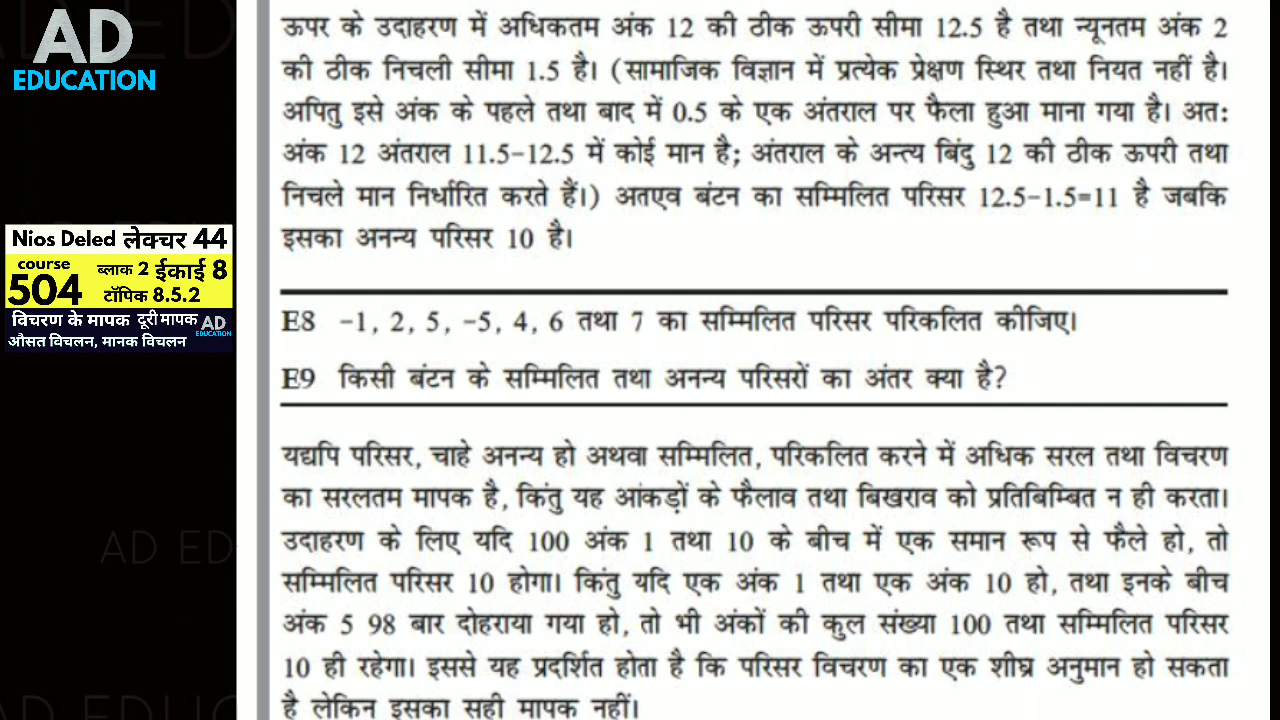 AD
EDUCATION
Nios Deled लेक्चर 44
course
504
ब्लाक 2 ईकाई 8
टॉपिक 8.5.2
विचरण के मापक दूरी मापक
औसत विचलन, मानक विचलन
AD
EDUCATION
ऊपर के उदाहरण में अधिकतम अंक 12 की ठीक ऊपरी सीमा 12.5 है तथा न्यूनतम अंक 2
की ठीक निचली सीमा 1.5 है। (सामाजिक विज्ञान में प्रत्येक प्रेक्षण स्थिर तथा नियत नहीं है।
अपितु इसे अंक के पहले तथा बाद में 0.5 के एक अंतराल पर फैला हुआ माना गया है। अत:
अंक 12 अंतराल 11.5-12.5 में कोई मान है; अंतराल के अन्त्य बिंदु 12 की ठीक ऊपरी तथा
निचले मान निर्धारित करते हैं।) अतएव बंटन का सम्मिलित परिसर 12.5-1.5=11 है जबकि
इसका अनन्य परिसर 10 है।
E8 -1, 2, 5, -5, 4, 6 तथा 7 का सम्मिलित परिसर परिकलित कीजिए।
E9 किसी बंटन के सम्मिलित तथा अनन्य परिसरों का अंतर क्या है?
यद्यपि परिसर, चाहे अनन्य हो अथवा सम्मिलित, परिकलित करने में अधिक सरल तथा विचरण
का सरलतम मापक है, किंतु यह आंकड़ों के फैलाव तथा बिखराव को प्रतिबिम्बित न ही करता।
उदाहरण के लिए यदि 100 अंक 1 तथा 10 के बीच में एक समान रूप से फैले हो, तो
सम्मिलित परिसर 10 होगा। किंतु यदि एक अंक 1 तथा एक अंक 10 हो, तथा इनके बीच
अंक 5 98 बार दोहराया गया हो, तो भी अंकों की कुल संख्या 100 तथा सम्मिलित परिसर
10 ही रहेगा। इससे यह प्रदर्शित होता है कि परिसर विचरण का एक शीघ्र अनुमान हो सकता
है लेकिन इसका सही मापक नहीं।
AD ED